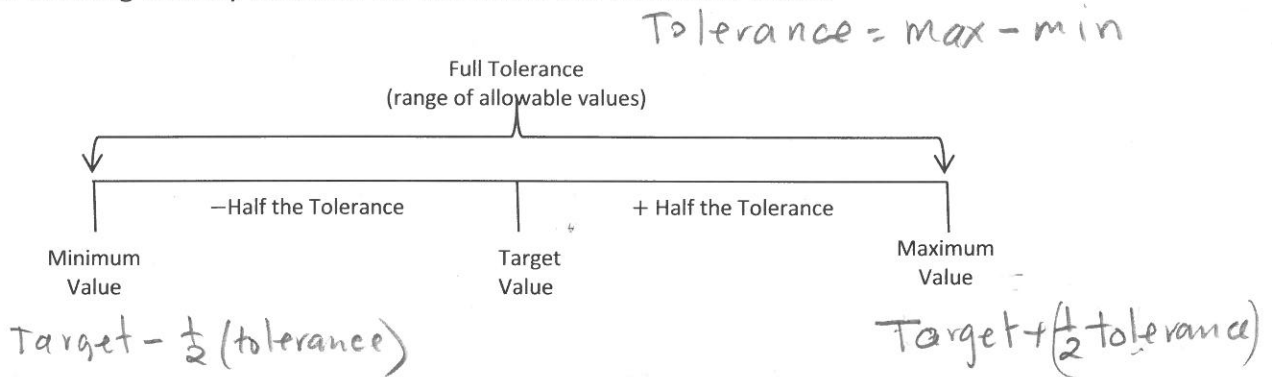 Tolerance = max - min
Full Tolerance
(range of allowable values)
−Half the Tolerance
+ Half the Tolerance
Minimum
Value
Target
Value
Maximum
Value
Target - 1/2 (tolerance)
Target + (1/2 tolerance)